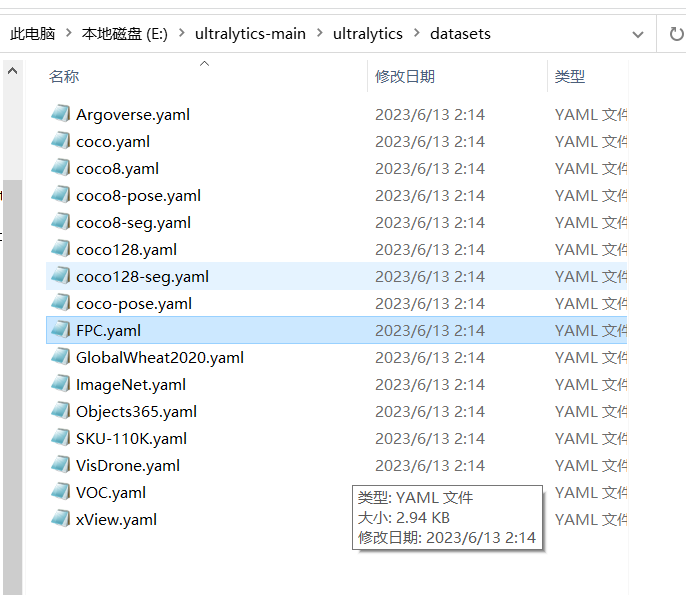 此电脑 > 本地磁盘 (E:) > ultralytics-main > ultralytics > datasets
名称 修改日期 类型
Argoverse.yaml 2023/6/13 2:14 YAML 文件
coco.yaml 2023/6/13 2:14 YAML 文件
coco8.yaml 2023/6/13 2:14 YAML 文件
coco8-pose.yaml 2023/6/13 2:14 YAML 文件
coco8-seg.yaml 2023/6/13 2:14 YAML 文件
coco128.yaml 2023/6/13 2:14 YAML 文件
coco128-seg.yaml 2023/6/13 2:14 YAML 文件
coco-pose.yaml 2023/6/13 2:14 YAML 文件
FPC.yaml 2023/6/13 2:14 YAML 文件
GlobalWheat2020.yaml 2023/6/13 2:14 YAML 文件
ImageNet.yaml 2023/6/13 2:14 YAML 文件
Objects365.yaml 2023/6/13 2:14 YAML 文件
SKU-110K.yaml 2023/6/13 2:14 YAML 文件
VisDrone.yaml 2023/6/13 2:14 YAML 文件
VOC.yaml YAML 文件
xView.yaml YAML 文件
类型: YAML 文件
大小: 2.94 KB
修改日期: 2023/6/13 2:14